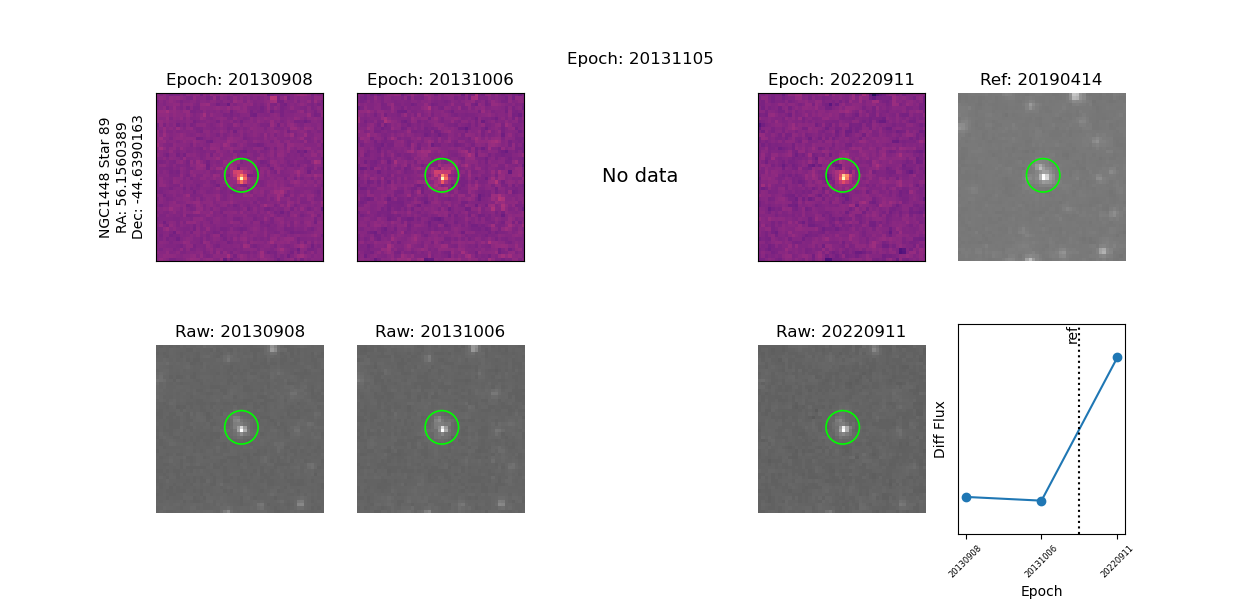 Epoch: 20131105
Epoch: 20130908
Epoch: 20131006
Epoch: 20220911
Ref: 20190414
NGC1448 Star 89
RA: 56.1560389
Dec: -44.6390163
No data
Raw: 20130908
Raw: 20131006
Raw: 20220911
ref
Diff Flux
20130908
20131006
20220911
Epoch